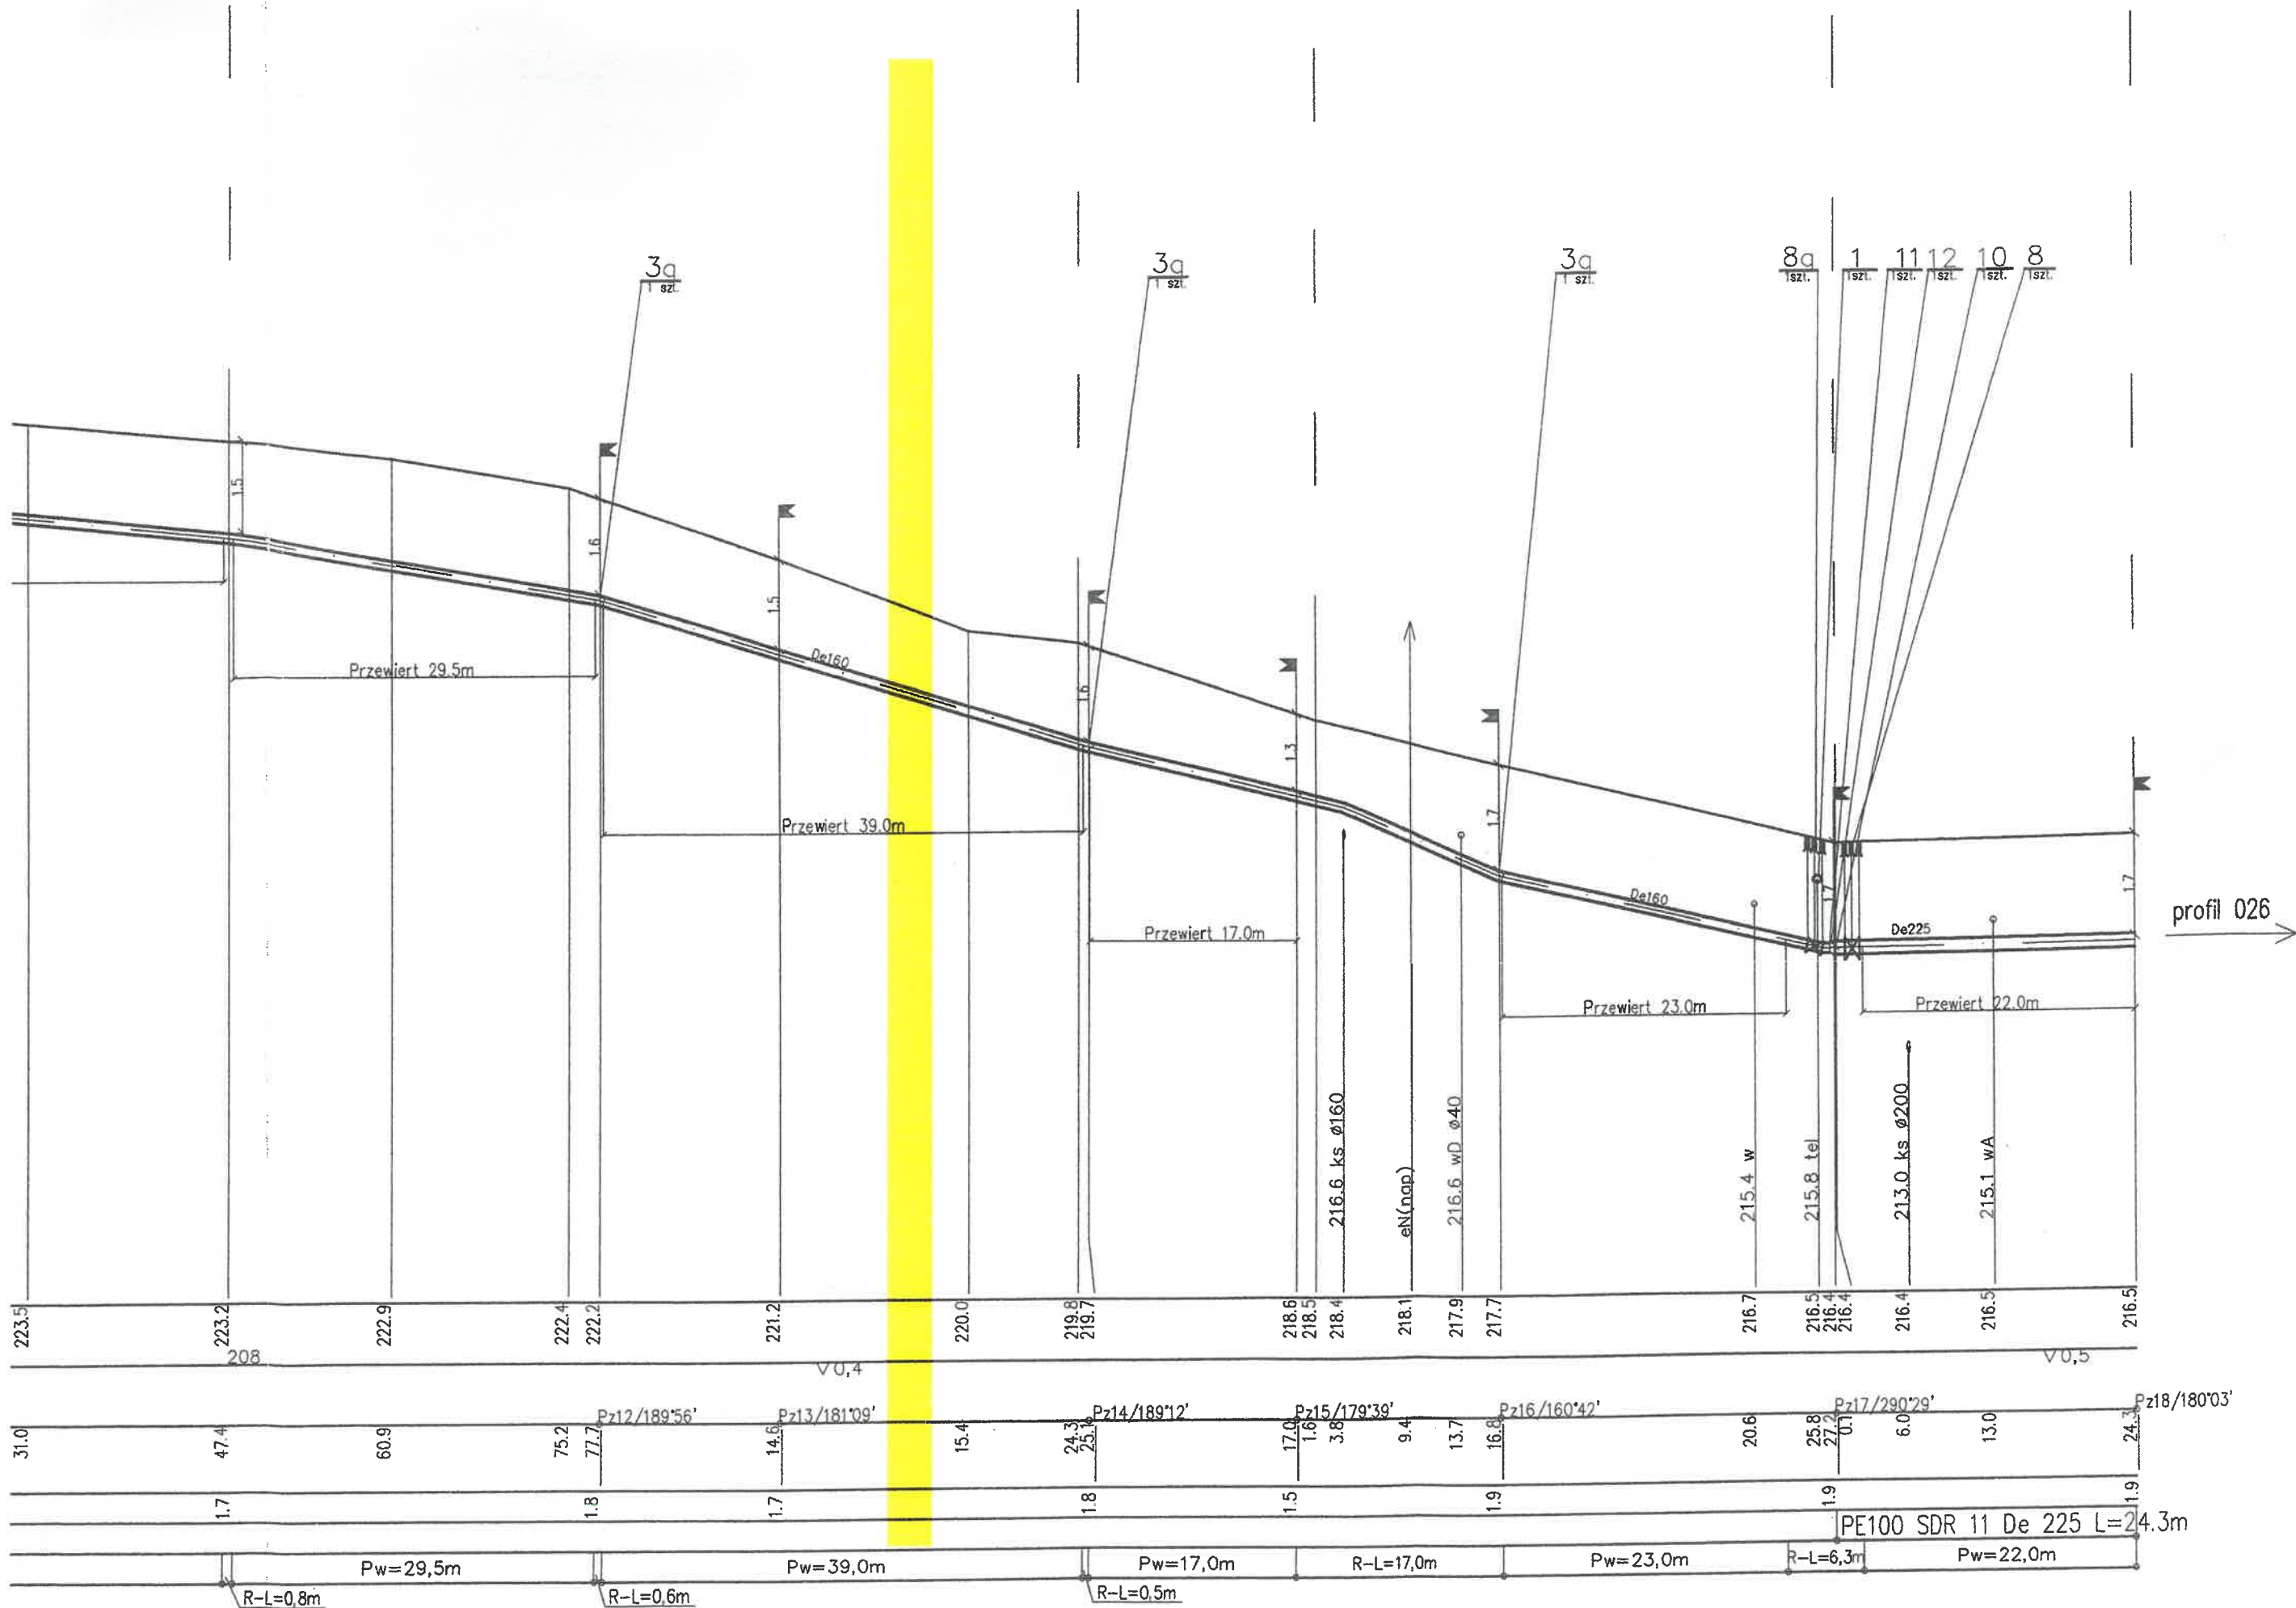 3g
1 szt.
3g
1 szt.
3g
1 szt.
8g
1szt.
1
1szt.
11
1szt.
12
1szt.
10
1szt.
8
1szt.
1.5
1.6
1.5
1.6
1.3
1.7
1.7
1.7
De160
De160
De225
profil 026
Przewiert 29.5m
Przewiert 39.0m
Przewiert 17.0m
Przewiert 23.0m
Przewiert 22.0m
216.6 ks ø160
eN(nap)
216.6 wD ø40
215.4 w
215.8 tel
213.0 ks ø200
215.1 wA
223.5 223.2 222.9 222.4 222.2 221.2 220.0 219.8 219.7 218.6 218.5 218.4 218.1 217.9 217.7 216.7 216.5 216.4 216.4 216.4 216.5 216.5
208 ▽0,4 ▽0,5
Pz12/189°56' Pz13/181°09' Pz14/189°12' Pz15/179°39' Pz16/160°42' Pz17/290°29' Pz18/180°03'
31.0 47.4 60.9 75.2 77.7 14.6 15.4 24.3 25.1 17.0 1.6 3.8 9.4 13.7 16.8 20.6 25.8 27.2 0.1 6.0 13.0 24.3
1.7 1.8 1.7 1.8 1.5 1.9 1.9 1.9
PE100 SDR 11 De 225 L=24.3m
Pw=29,5m Pw=39,0m Pw=17,0m R-L=17,0m Pw=23,0m R-L=6,3m Pw=22,0m
R-L=0,8m R-L=0,6m R-L=0,5m